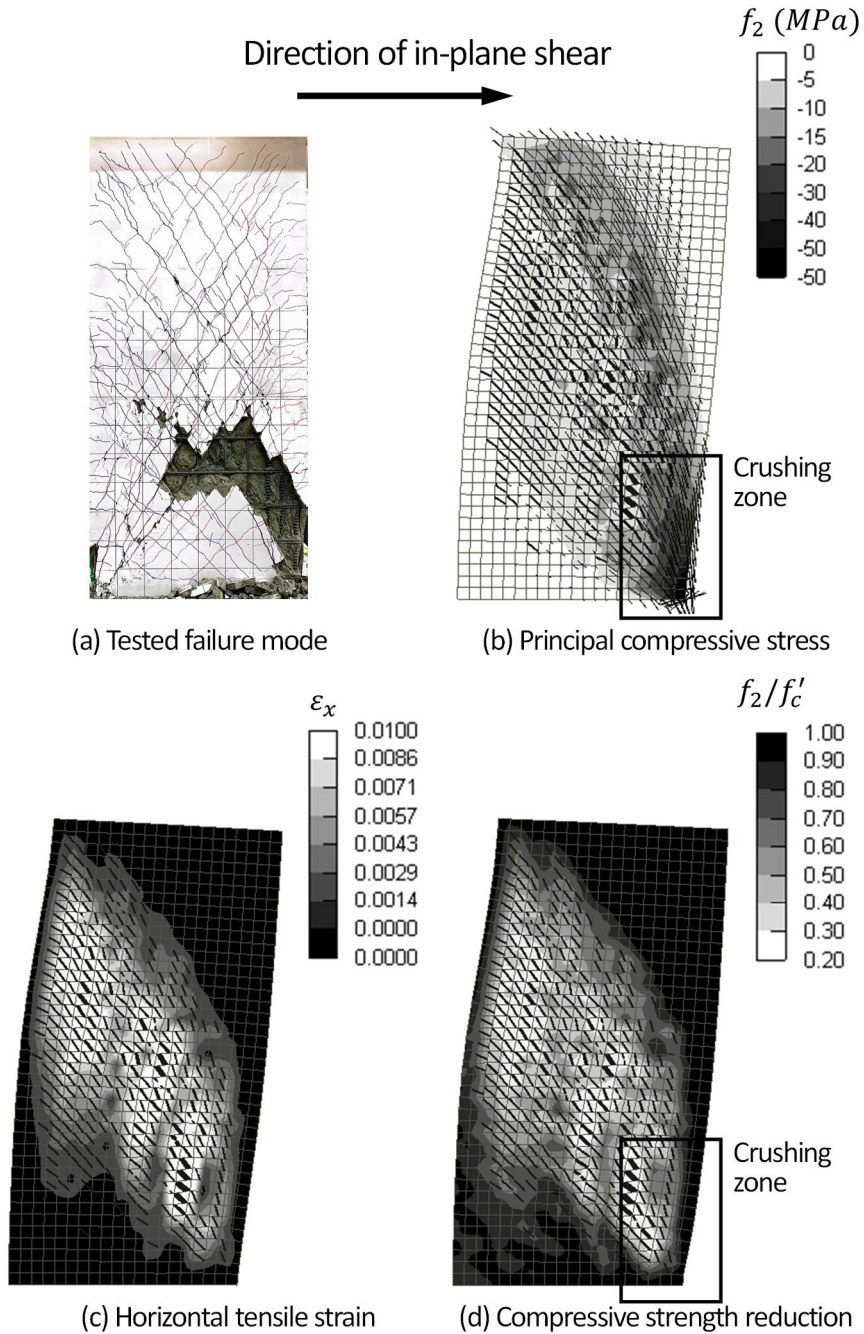 Direction of in-plane shear
f₂ (MPa)
0
-5
-10
-15
-20
-30
-40
-50
Crushing
zone
(a) Tested failure mode
(b) Principal compressive stress
εₓ
0.0100
0.0086
0.0071
0.0057
0.0043
0.0029
0.0014
0.0000
0.0000
f₂/f′c
1.00
0.90
0.80
0.70
0.60
0.50
0.40
0.30
0.20
Crushing
zone
(c) Horizontal tensile strain
(d) Compressive strength reduction